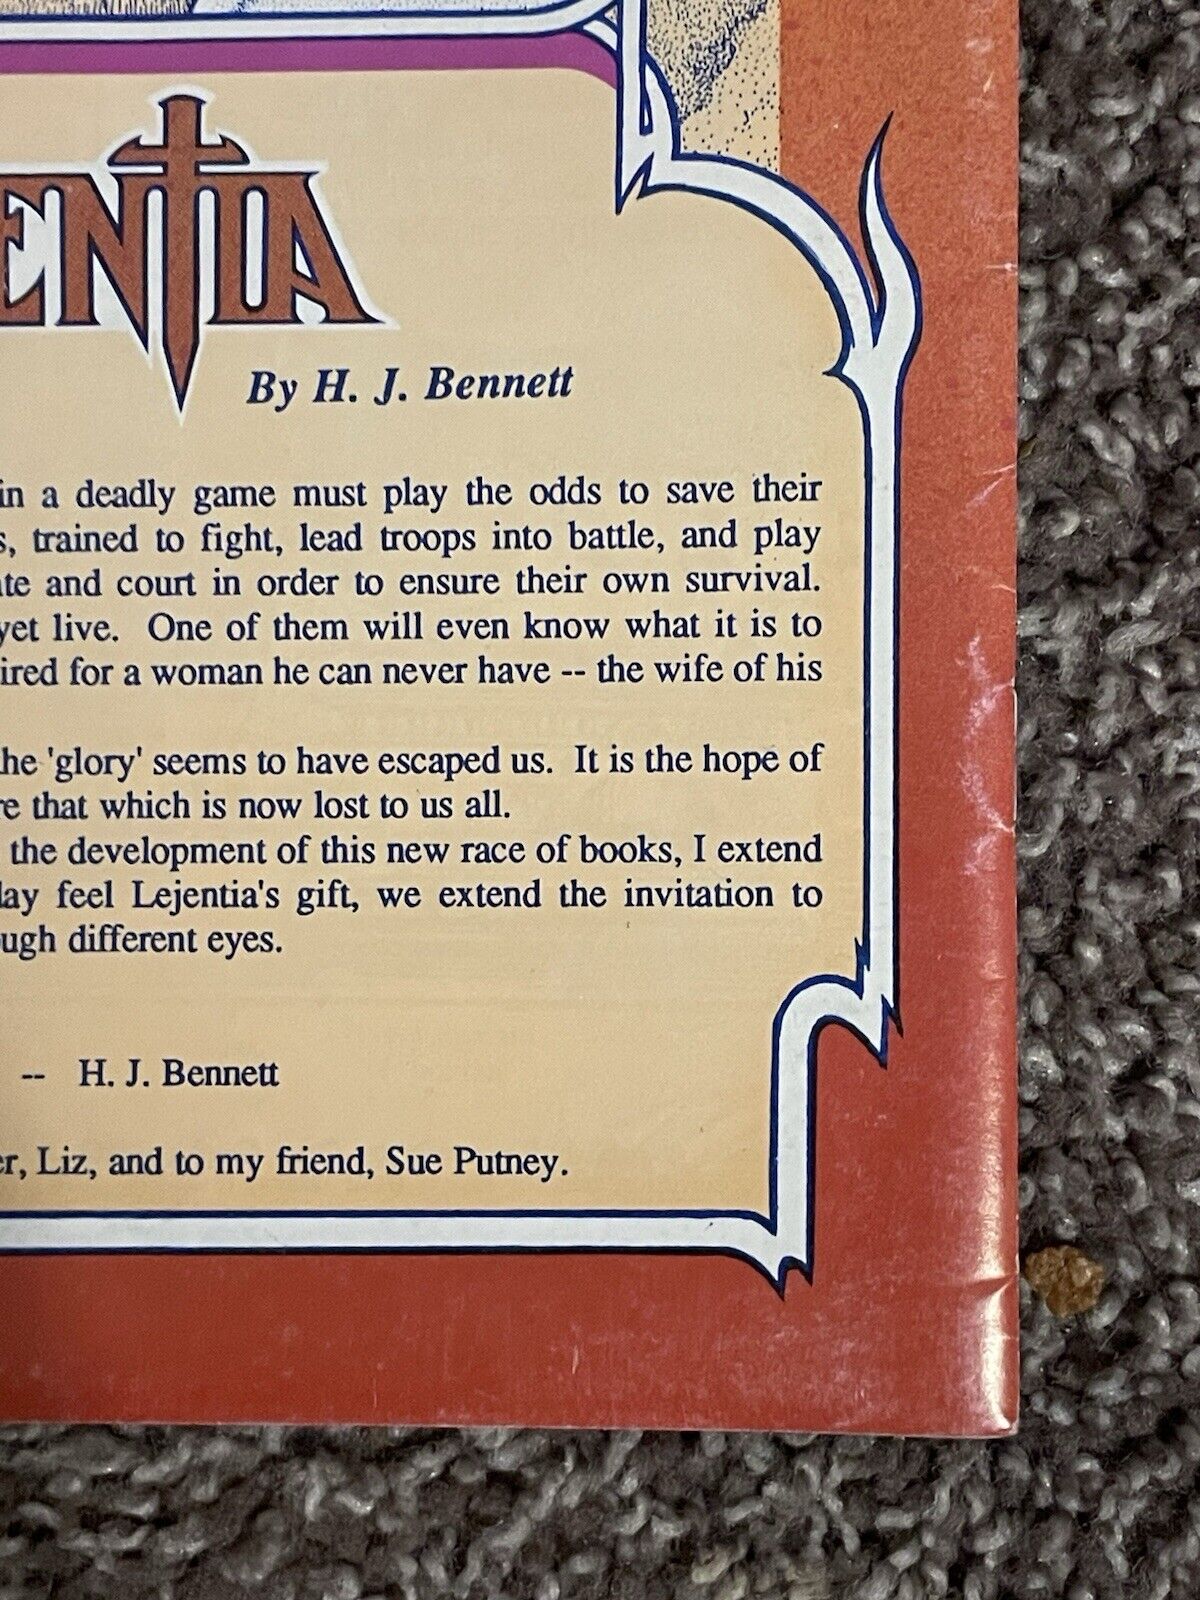 ENTIA
By H. J. Bennett
in a deadly game must play the odds to save their
s, trained to fight, lead troops into battle, and play
te and court in order to ensure their own survival.
yet live. One of them will even know what it is to
ired for a woman he can never have -- the wife of his
he 'glory' seems to have escaped us. It is the hope of
e that which is now lost to us all.
the development of this new race of books, I extend
ay feel Lejentia's gift, we extend the invitation to
ugh different eyes.
-- H. J. Bennett
er, Liz, and to my friend, Sue Putney.